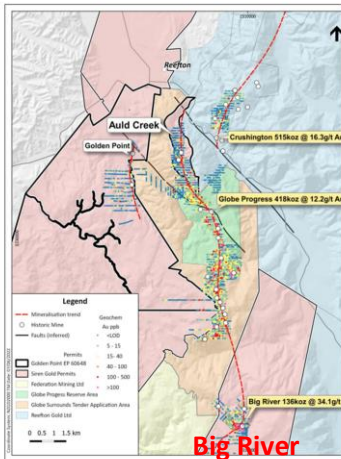 Reefton
Auld Creek
Golden Point
Crushington 515koz @ 16.3g/t A
Globe Progress 418koz @ 12.2g/t A
Legend
Mineralisation trend
Historic Mine
Faults (inferred)
Permits
Golden Point EP 60648
Siren Gold Permits
Federation Mining Ltd
Globe Progress Reserve Area
Globe Surrounds Tender Application Area
Reefton Gold Ltd
Geochem
Au ppb
<LOD
5 - 15
15 - 40
40 - 100
100 - 500
>100
0 0.5 1 1.5 km
Big River 136koz @ 34.1g/t
Big River